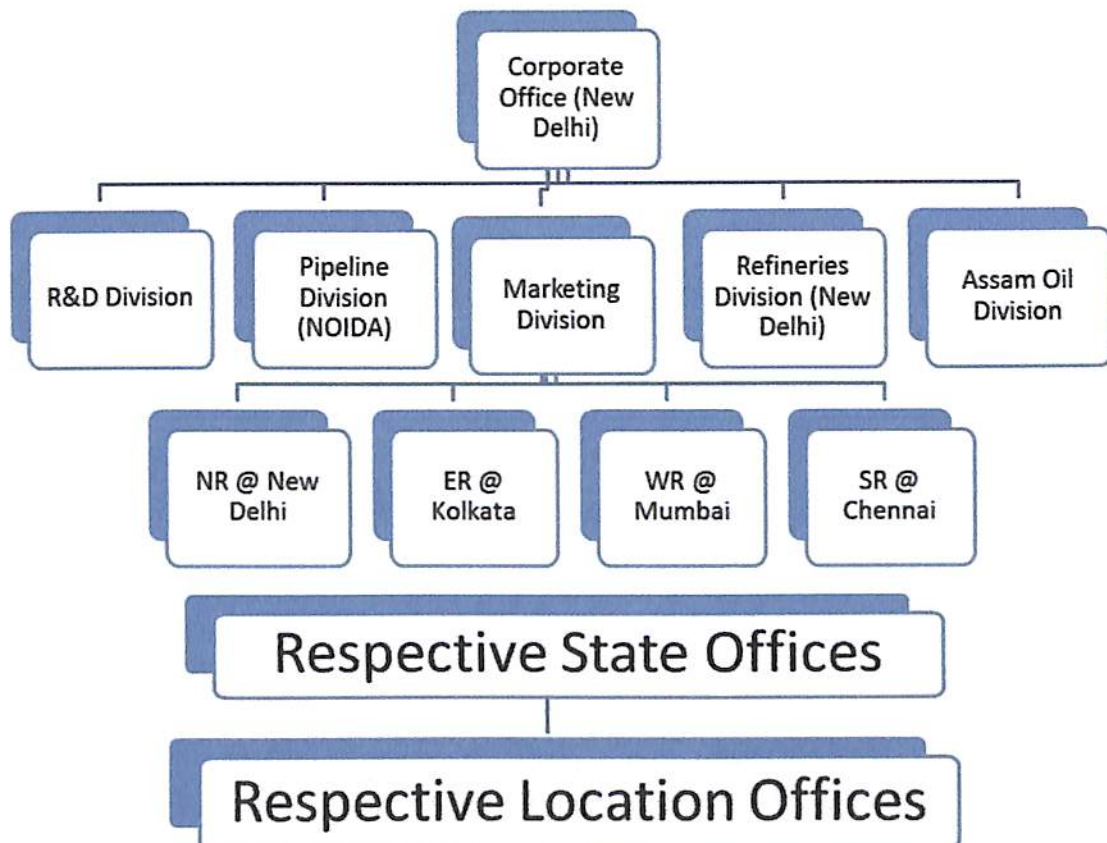 Corporate
Office (New
Delhi)
R&D Division
Pipeline
Division
(NOIDA)
Marketing
Division
Refineries
Division (New
Delhi)
Assam Oil
Division
NR @ New
Delhi
ER @
Kolkata
WR @
Mumbai
SR @
Chennai
Respective State Offices
Respective Location Offices